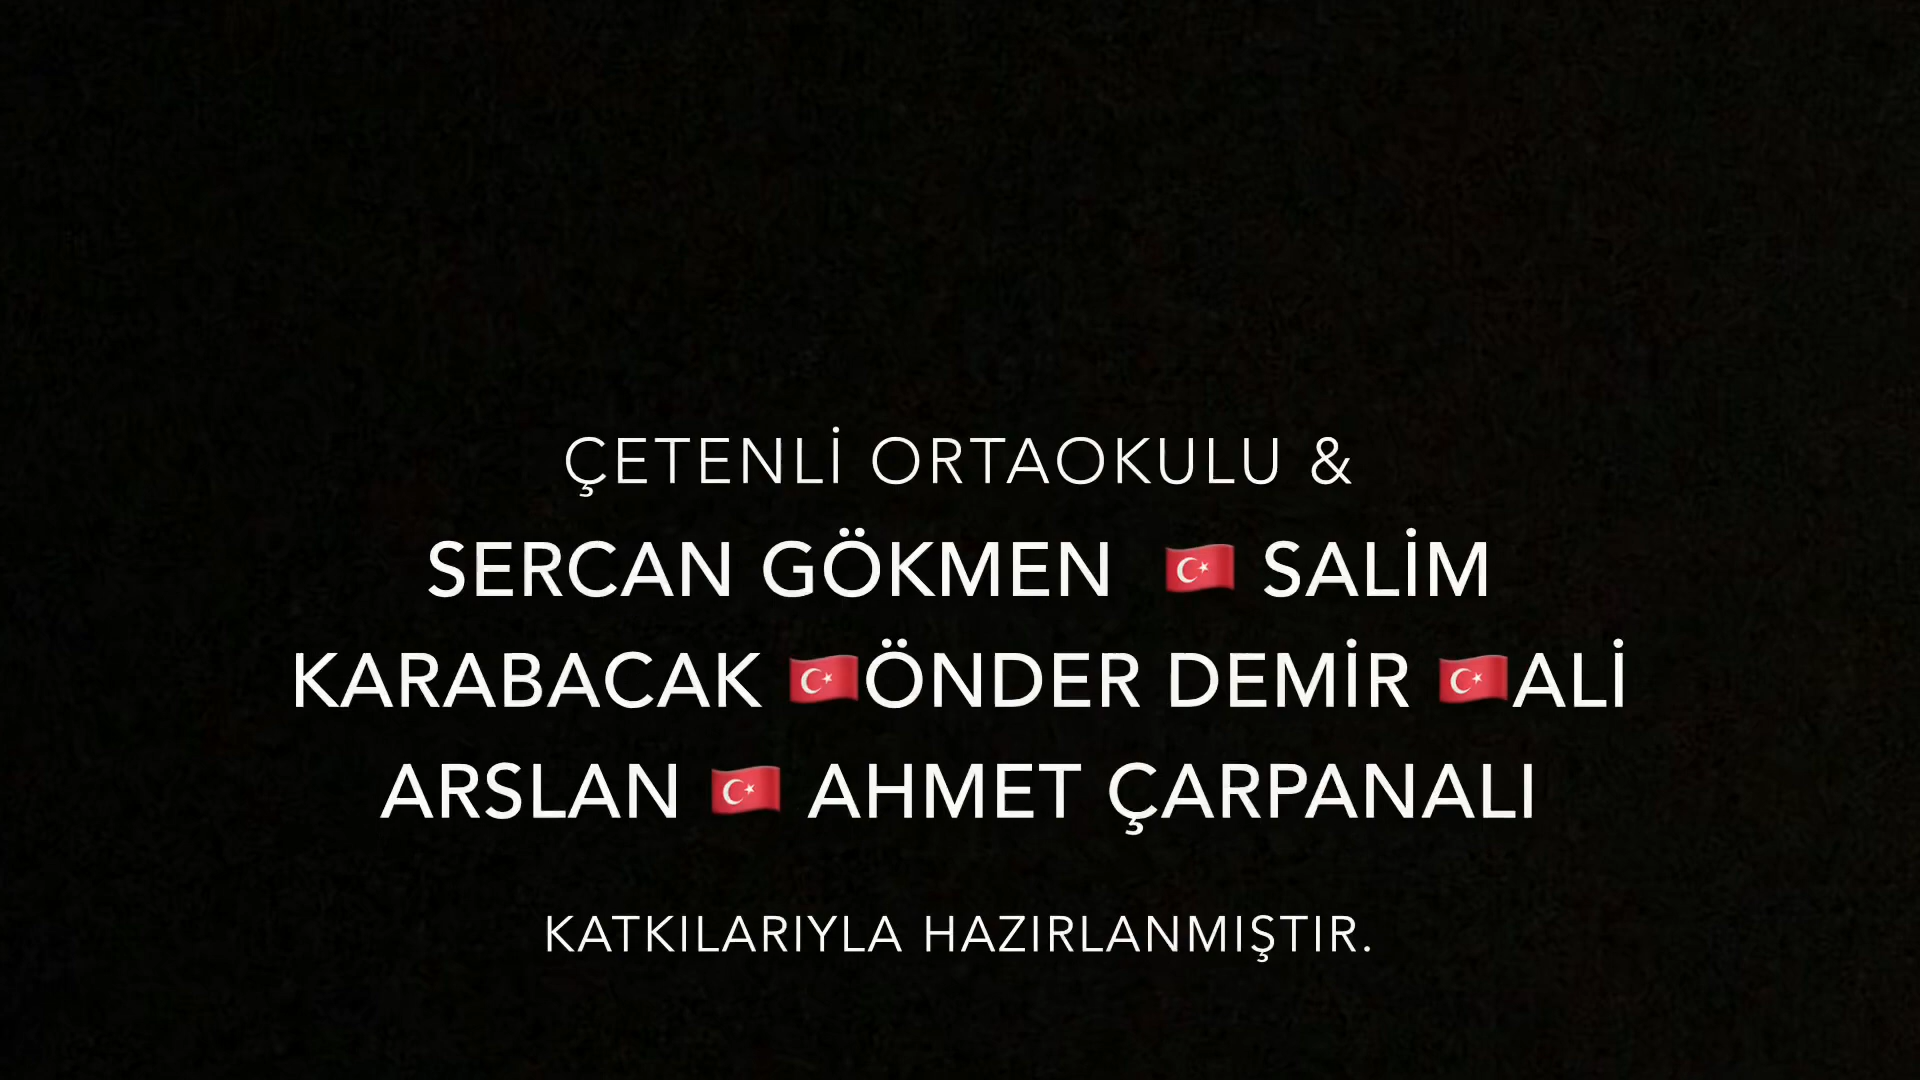 ÇETENLİ ORTAOKULU &
SERCAN GÖKMEN 🇹🇷 SALİM
KARABACAK 🇹🇷ÖNDER DEMİR 🇹🇷ALİ
ARSLAN 🇹🇷 AHMET ÇARPANALI
KATKILARIYLA HAZIRLANMIŞTIR.